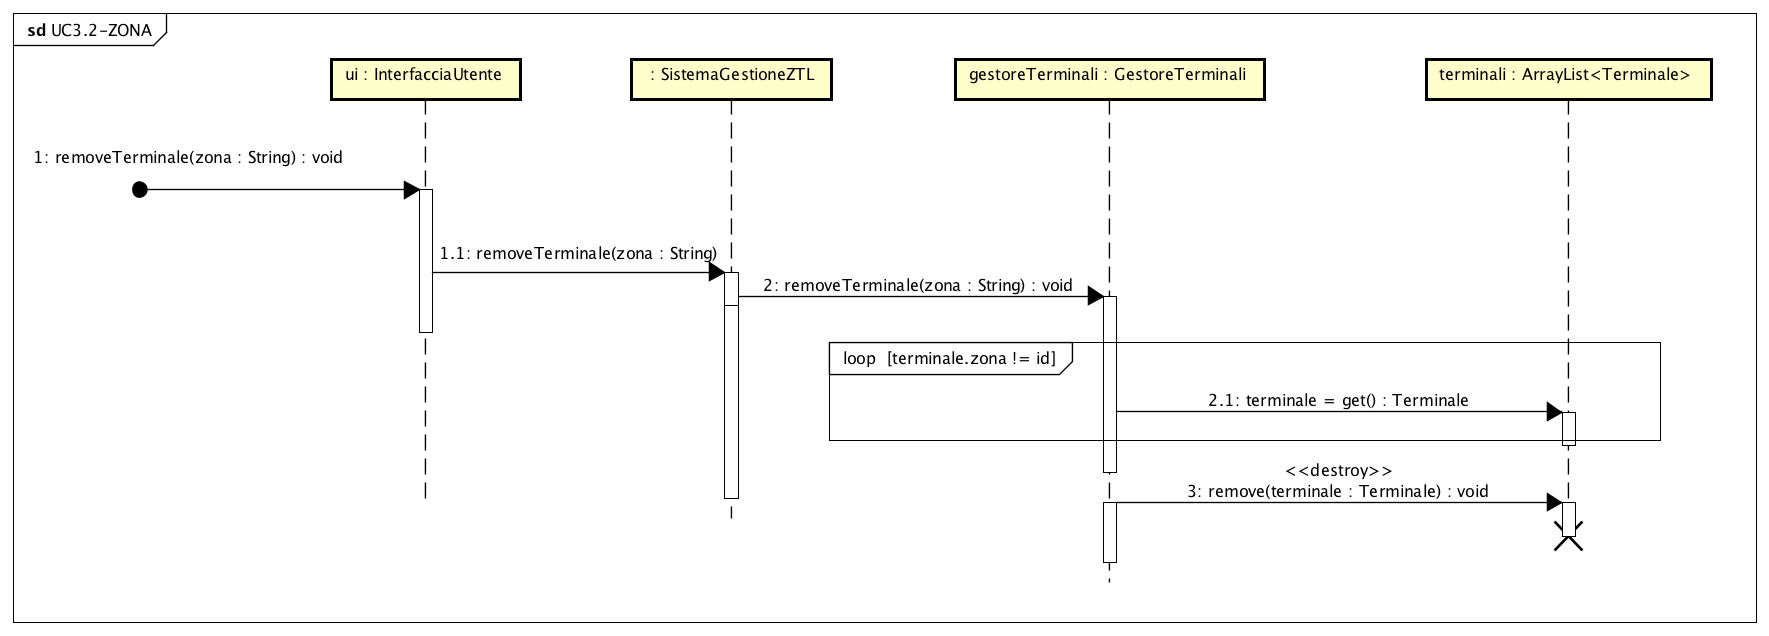 sd UC3.2-ZONA
ui : InterfacciaUtente
: SistemaGestioneZTL
gestoreTerminali : GestoreTerminali
terminali : ArrayList<Terminale>
1: removeTerminale(zona : String) : void
1.1: removeTerminale(zona : String)
2: removeTerminale(zona : String) : void
loop [terminale.zona != id]
2.1: terminale = get() : Terminale
<<destroy>>
3: remove(terminale : Terminale) : void